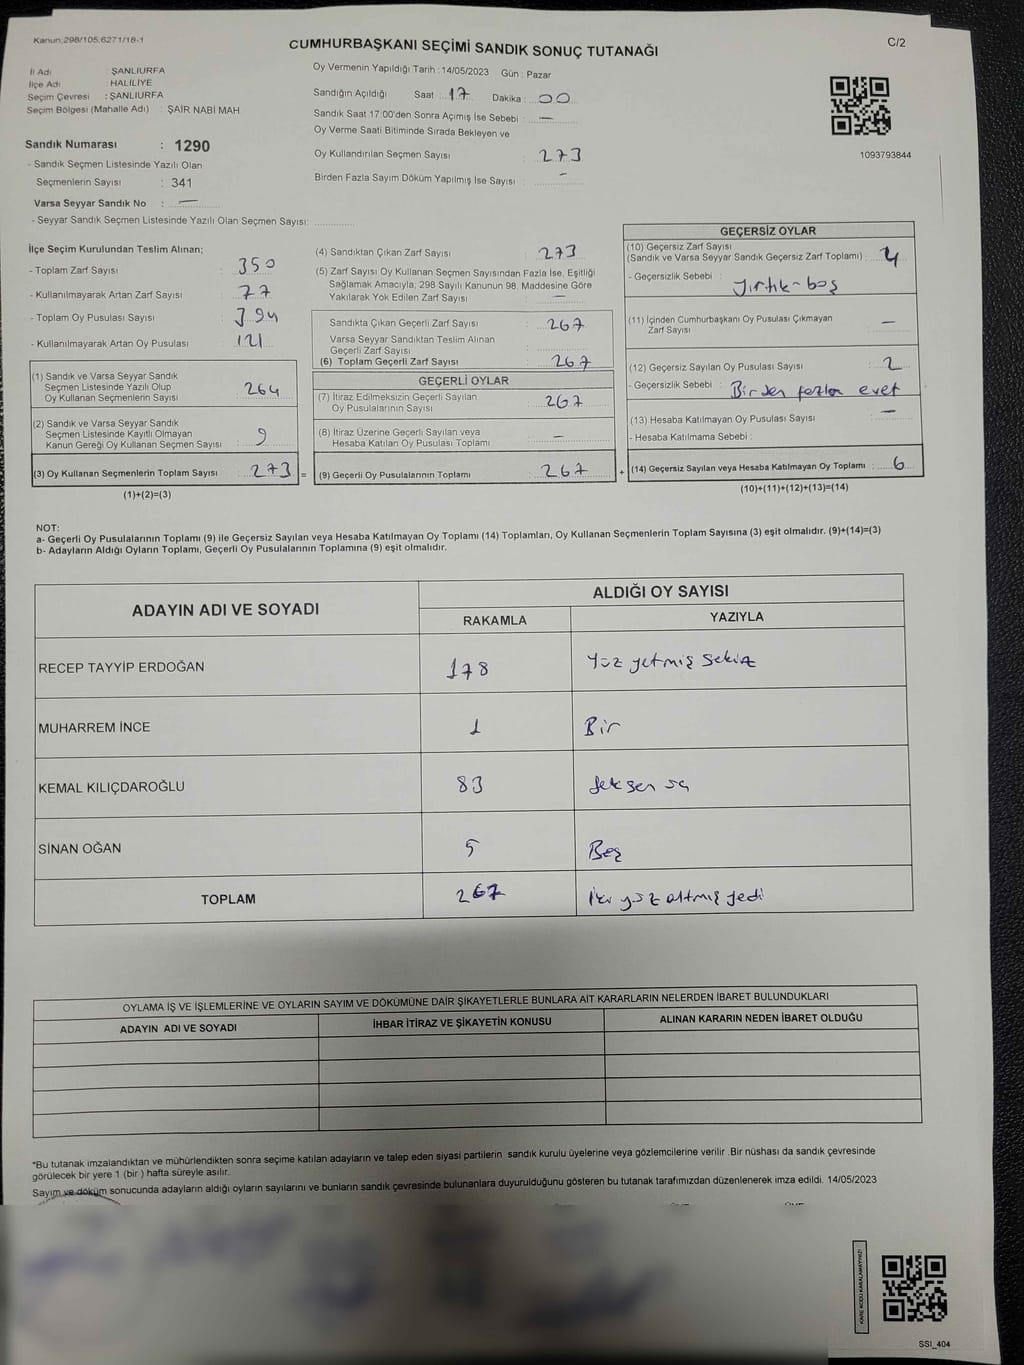 Kanun:298/105,6271/18-1
C/2
CUMHURBAŞKANI SEÇİMİ SANDIK SONUÇ TUTANAĞI
İl Adı : ŞANLIURFA
İlçe Adı : HALİLİYE
Seçim Çevresi : ŞANLIURFA
Seçim Bölgesi (Mahalle Adı) : ŞAİR NABİ MAH.
Oy Vermenin Yapıldığı Tarih :14/05/2023 Gün : Pazar
Sandığın Açıldığı Saat : 17 Dakika : 00
Sandık Saat 17:00'den Sonra Açımış İse Sebebi : —
Oy Verme Saati Bitiminde Sırada Bekleyen ve
Oy Kullandırılan Seçmen Sayısı : 273
Birden Fazla Sayım Döküm Yapılmış İse Sayısı : —
1093793844
Sandık Numarası : 1290
- Sandık Seçmen Listesinde Yazılı Olan
Seçmenlerin Sayısı : 341
Varsa Seyyar Sandık No : —
- Seyyar Sandık Seçmen Listesinde Yazılı Olan Seçmen Sayısı:
İlçe Seçim Kurulundan Teslim Alınan;
- Toplam Zarf Sayısı : 350
- Kullanılmayarak Artan Zarf Sayısı : 77
- Toplam Oy Pusulası Sayısı : 394
- Kullanılmayarak Artan Oy Pusulası : 121
(1) Sandık ve Varsa Seyyar Sandık
Seçmen Listesinde Yazılı Olup
Oy Kullanan Seçmenlerin Sayısı : 264
(2) Sandık ve Varsa Seyyar Sandık
Seçmen Listesinde Kayıtlı Olmayan
Kanun Gereği Oy Kullanan Seçmen Sayısı : 9
(3) Oy Kullanan Seçmenlerin Toplam Sayısı : 273 =
(1)+(2)=(3)
(4) Sandıktan Çıkan Zarf Sayısı : 273
(5) Zarf Sayısı Oy Kullanan Seçmen Sayısından Fazla İse, Eşitliği
Sağlamak Amacıyla; 298 Sayılı Kanunun 98. Maddesine Göre
Yakılarak Yok Edilen Zarf Sayısı : —
Sandıkta Çıkan Geçerli Zarf Sayısı : 267
Varsa Seyyar Sandıktan Teslim Alınan
Geçerli Zarf Sayısı :
(6) Toplam Geçerli Zarf Sayısı : 267
GEÇERLİ OYLAR
(7) İtiraz Edilmeksizin Geçerli Sayılan
Oy Pusulalarının Sayısı : 267
(8) İtiraz Üzerine Geçerli Sayılan veya
Hesaba Katılan Oy Pusulası Toplamı : —
(9) Geçerli Oy Pusulalarının Toplamı : 267 +
GEÇERSİZ OYLAR
(10) Geçersiz Zarf Sayısı
(Sandık ve Varsa Seyyar Sandık Geçersiz Zarf Toplamı) : 4
- Geçersizlik Sebebi : yırtık-boş
(11) İçinden Cumhurbaşkanı Oy Pusulası Çıkmayan
Zarf Sayısı : —
(12) Geçersiz Sayılan Oy Pusulası Sayısı : 2
- Geçersizlik Sebebi : Birden fazla evet
(13) Hesaba Katılmayan Oy Pusulası Sayısı : —
- Hesaba Katılmama Sebebi :
(14) Geçersiz Sayılan veya Hesaba Katılmayan Oy Toplamı : 6
(10)+(11)+(12)+(13)=(14)
NOT:
a- Geçerli Oy Pusulalarının Toplamı (9) ile Geçersiz Sayılan veya Hesaba Katılmayan Oy Toplamı (14) Toplamları, Oy Kullanan Seçmenlerin Toplam Sayısına (3) eşit olmalıdır. (9)+(14)=(3)
b- Adayların Aldığı Oyların Toplamı, Geçerli Oy Pusulalarının Toplamına (9) eşit olmalıdır.
ADAYIN ADI VE SOYADI
ALDIĞI OY SAYISI
RAKAMLA YAZIYLA
RECEP TAYYİP ERDOĞAN 178 Yüz yetmiş sekiz
MUHARREM İNCE 1 Bir
KEMAL KILIÇDAROĞLU 83 seksen üç
SİNAN OĞAN 5 Beş
TOPLAM 267 İki yüz altmış yedi
OYLAMA İŞ VE İŞLEMLERİNE VE OYLARIN SAYIM VE DÖKÜMÜNE DAİR ŞİKAYETLERLE BUNLARA AİT KARARLARIN NELERDEN İBARET BULUNDUKLARI
ADAYIN ADI VE SOYADI İHBAR İTİRAZ VE ŞİKAYETİN KONUSU ALINAN KARARIN NEDEN İBARET OLDUĞU
*Bu tutanak imzalandıktan ve mühürlendikten sonra seçime katılan adayların ve talep eden siyasi partilerin sandık kurulu üyelerine veya gözlemcilerine verilir .Bir nüshası da sandık çevresinde
görülecek bir yere 1 (bir ) hafta süreyle asılır.
Sayım ve döküm sonucunda adayların aldığı oyların sayılarını ve bunların sandık çevresinde bulunanlara duyurulduğunu gösteren bu tutanak tarafımızdan düzenlenerek imza edildi. 14/05/2023
KARE KODU KARALAMAYINIZ!
SSI_404